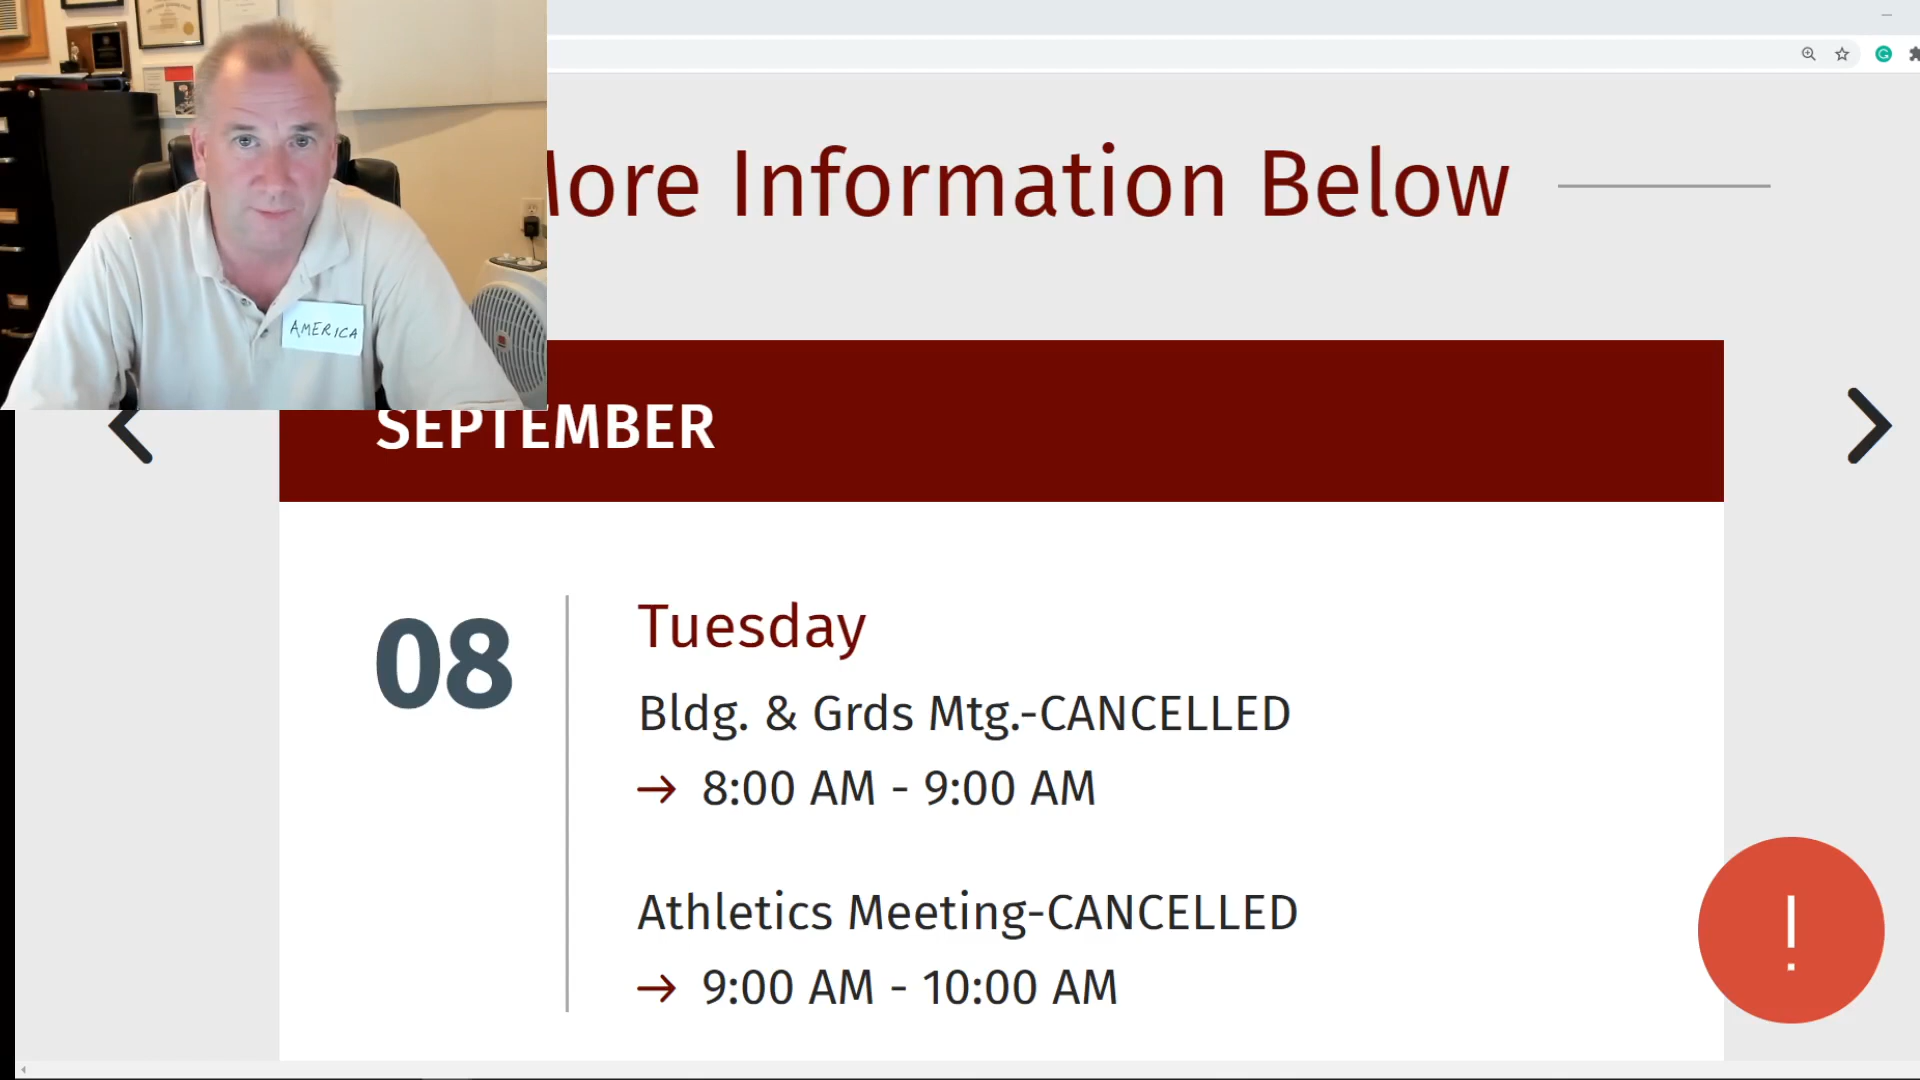 AMERICA
ore Information Below
SEPTEMBER
08
Tuesday
Bldg. & Grds Mtg.-CANCELLED
→ 8:00 AM - 9:00 AM
Athletics Meeting-CANCELLED
→ 9:00 AM - 10:00 AM
!